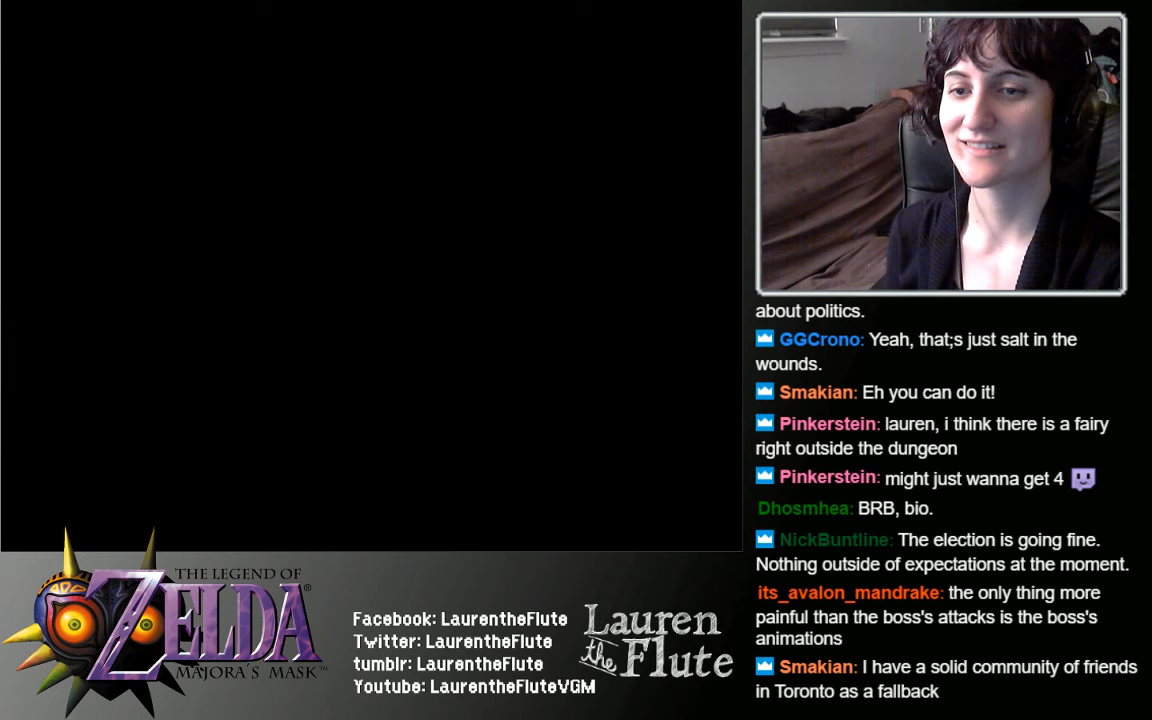 about politics.
GGCrono: Yeah, that;s just salt in the
wounds.
Smakian: Eh you can do it!
Pinkerstein: lauren, i think there is a fairy
right outside the dungeon
Pinkerstein: might just wanna get 4
Dhosmhea: BRB, bio.
NickBuntline: The election is going fine.
Nothing outside of expectations at the moment.
its_avalon_mandrake: the only thing more
painful than the boss's attacks is the boss's
animations
Smakian: I have a solid community of friends
in Toronto as a fallback
THE LEGEND OF
ZELDA®
MAJORA'S MASK™
Facebook: LaurentheFlute
Twitter: LaurentheFlute
tumblr: LaurentheFlute
Youtube: LaurentheFluteVGM
Lauren
the Flute